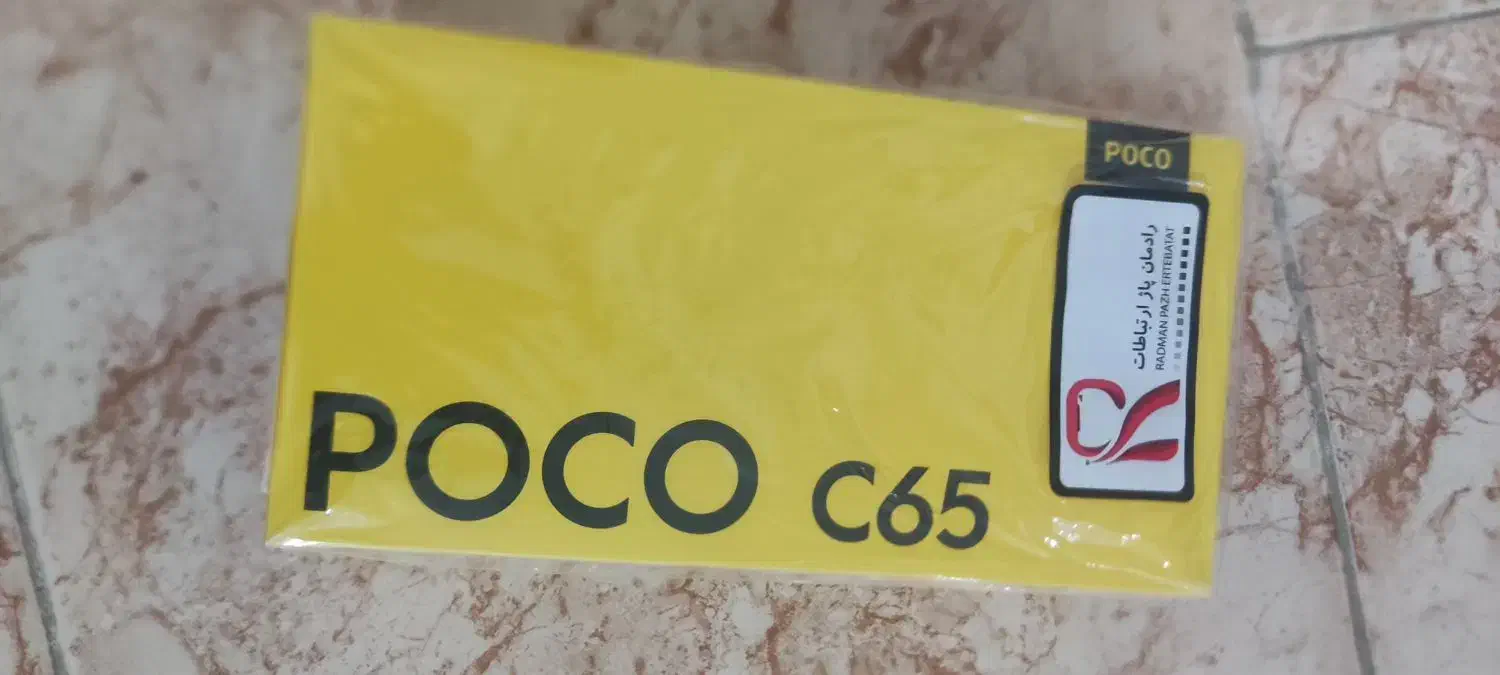 POCO
رادمان پاژ ارتباطات
RADMAN PAZH ERTEBATAT
POCO C65